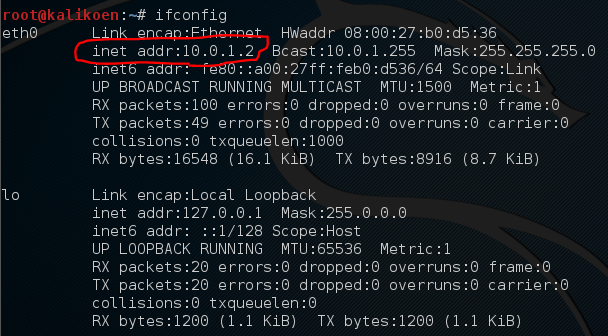 root@kalikoen:~# ifconfig
eth0 Link encap:Ethernet HWaddr 08:00:27:b0:d5:36
inet addr:10.0.1.2 Bcast:10.0.1.255 Mask:255.255.255.0
inet6 addr: fe80::a00:27ff:feb0:d536/64 Scope:Link
UP BROADCAST RUNNING MULTICAST MTU:1500 Metric:1
RX packets:100 errors:0 dropped:0 overruns:0 frame:0
TX packets:49 errors:0 dropped:0 overruns:0 carrier:0
collisions:0 txqueuelen:1000
RX bytes:16548 (16.1 KiB) TX bytes:8916 (8.7 KiB)
lo Link encap:Local Loopback
inet addr:127.0.0.1 Mask:255.0.0.0
inet6 addr: ::1/128 Scope:Host
UP LOOPBACK RUNNING MTU:65536 Metric:1
RX packets:20 errors:0 dropped:0 overruns:0 frame:0
TX packets:20 errors:0 dropped:0 overruns:0 carrier:0
collisions:0 txqueuelen:0
RX bytes:1200 (1.1 KiB) TX bytes:1200 (1.1 KiB)